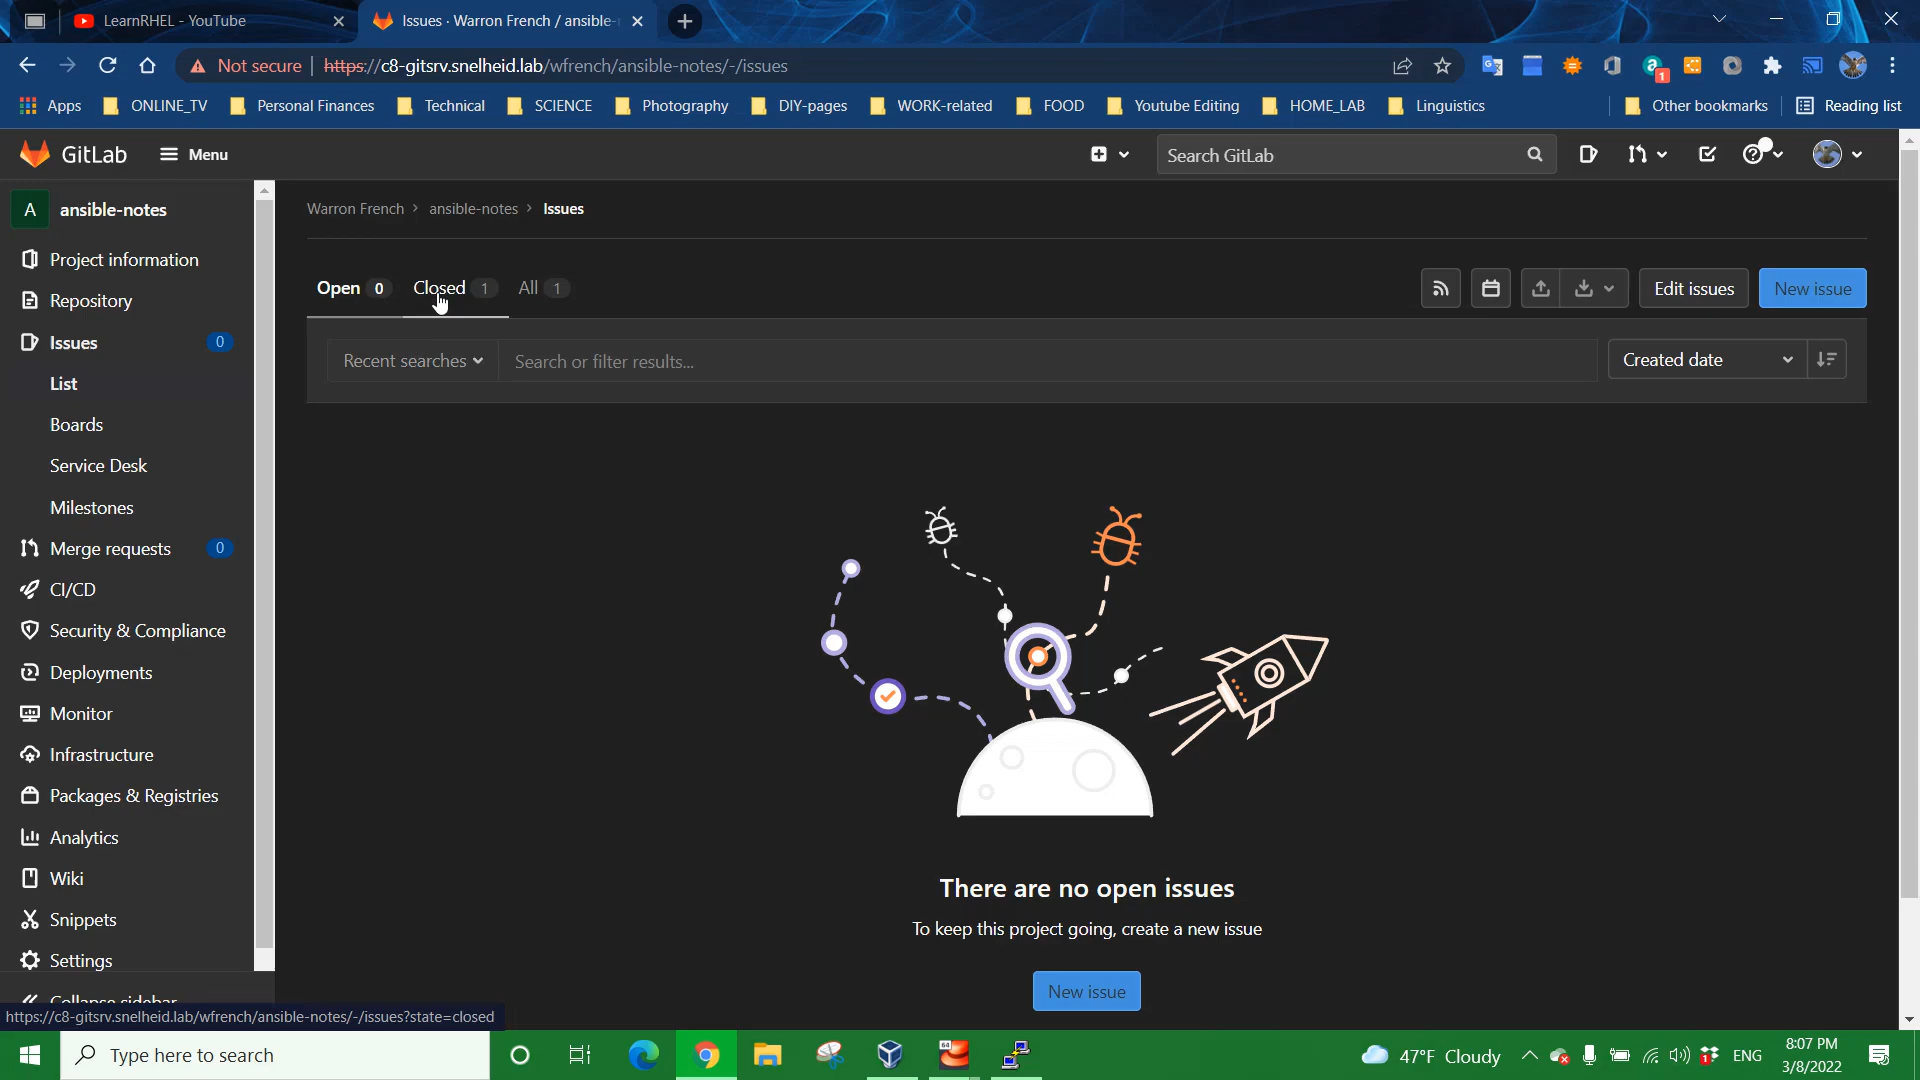 LearnRHEL - YouTube
Issues · Warron French / ansible-
Not secure | https://c8-gitsrv.snelheid.lab/wfrench/ansible-notes/-/issues
a
1
Apps
ONLINE_TV
Personal Finances
Technical
SCIENCE
Photography
DIY-pages
WORK-related
FOOD
Youtube Editing
HOME_LAB
Linguistics
Other bookmarks
Reading list
GitLab
Menu
Search GitLab
A ansible-notes
Warron French > ansible-notes > Issues
Project information
Repository
Issues 0
List
Boards
Service Desk
Milestones
Merge requests 0
CI/CD
Security & Compliance
Deployments
Monitor
Infrastructure
Packages & Registries
Analytics
Wiki
Snippets
Settings
Collapse sidebar
Open 0
Closed 1
All 1
Edit issues
New issue
Recent searches
Search or filter results...
Created date
There are no open issues
To keep this project going, create a new issue
New issue
https://c8-gitsrv.snelheid.lab/wfrench/ansible-notes/-/issues?state=closed
Type here to search
64
47°F Cloudy
1
ENG
8:07 PM
3/8/2022